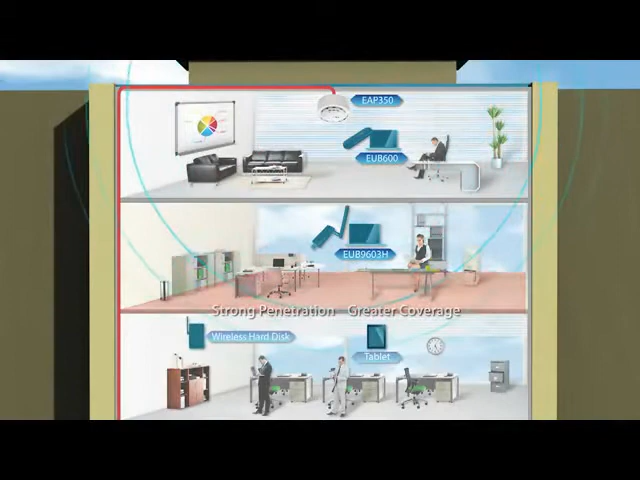 EAP350
EUB600
EUB9603H
Strong Penetration Greater Coverage
Wireless Hard Disk
Tablet